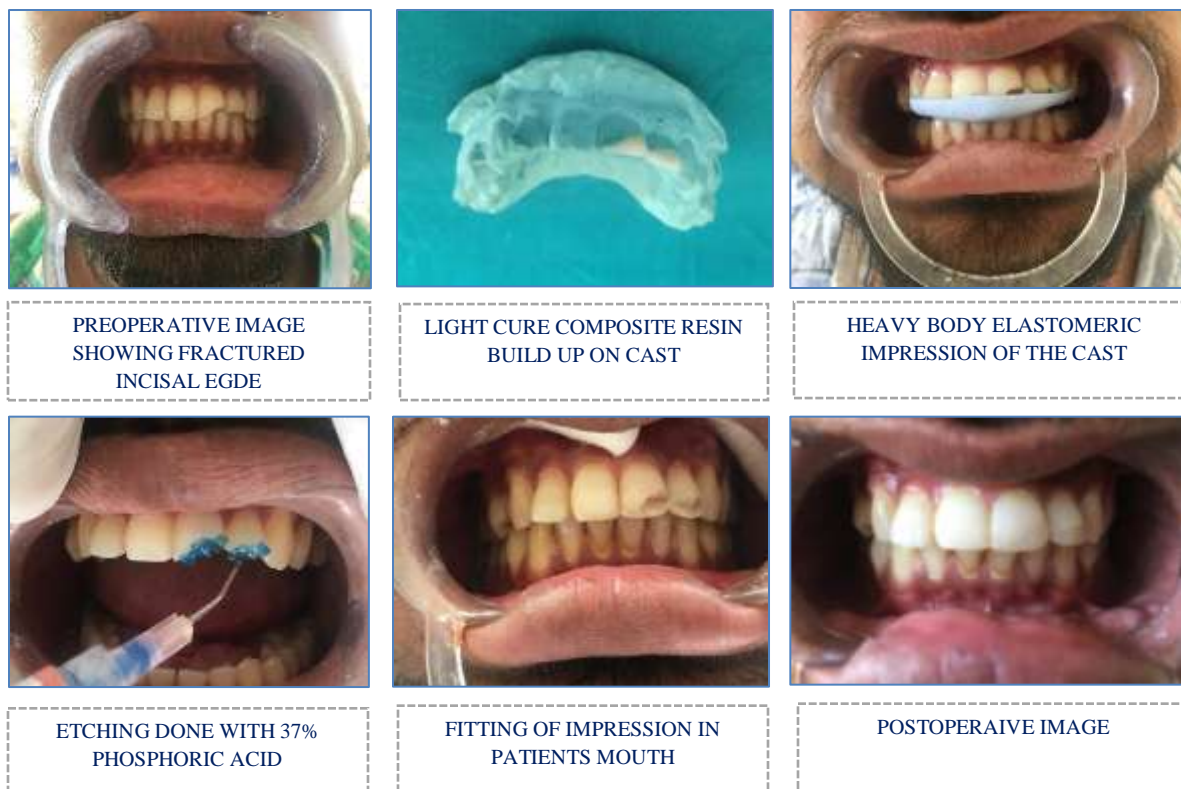 PREOPERATIVE IMAGE
SHOWING FRACTURED
INCISAL EGDE
LIGHT CURE COMPOSITE RESIN
BUILD UP ON CAST
HEAVY BODY ELASTOMERIC
IMPRESSION OF THE CAST
ETCHING DONE WITH 37%
PHOSPHORIC ACID
FITTING OF IMPRESSION IN
PATIENTS MOUTH
POSTOPERAIVE IMAGE